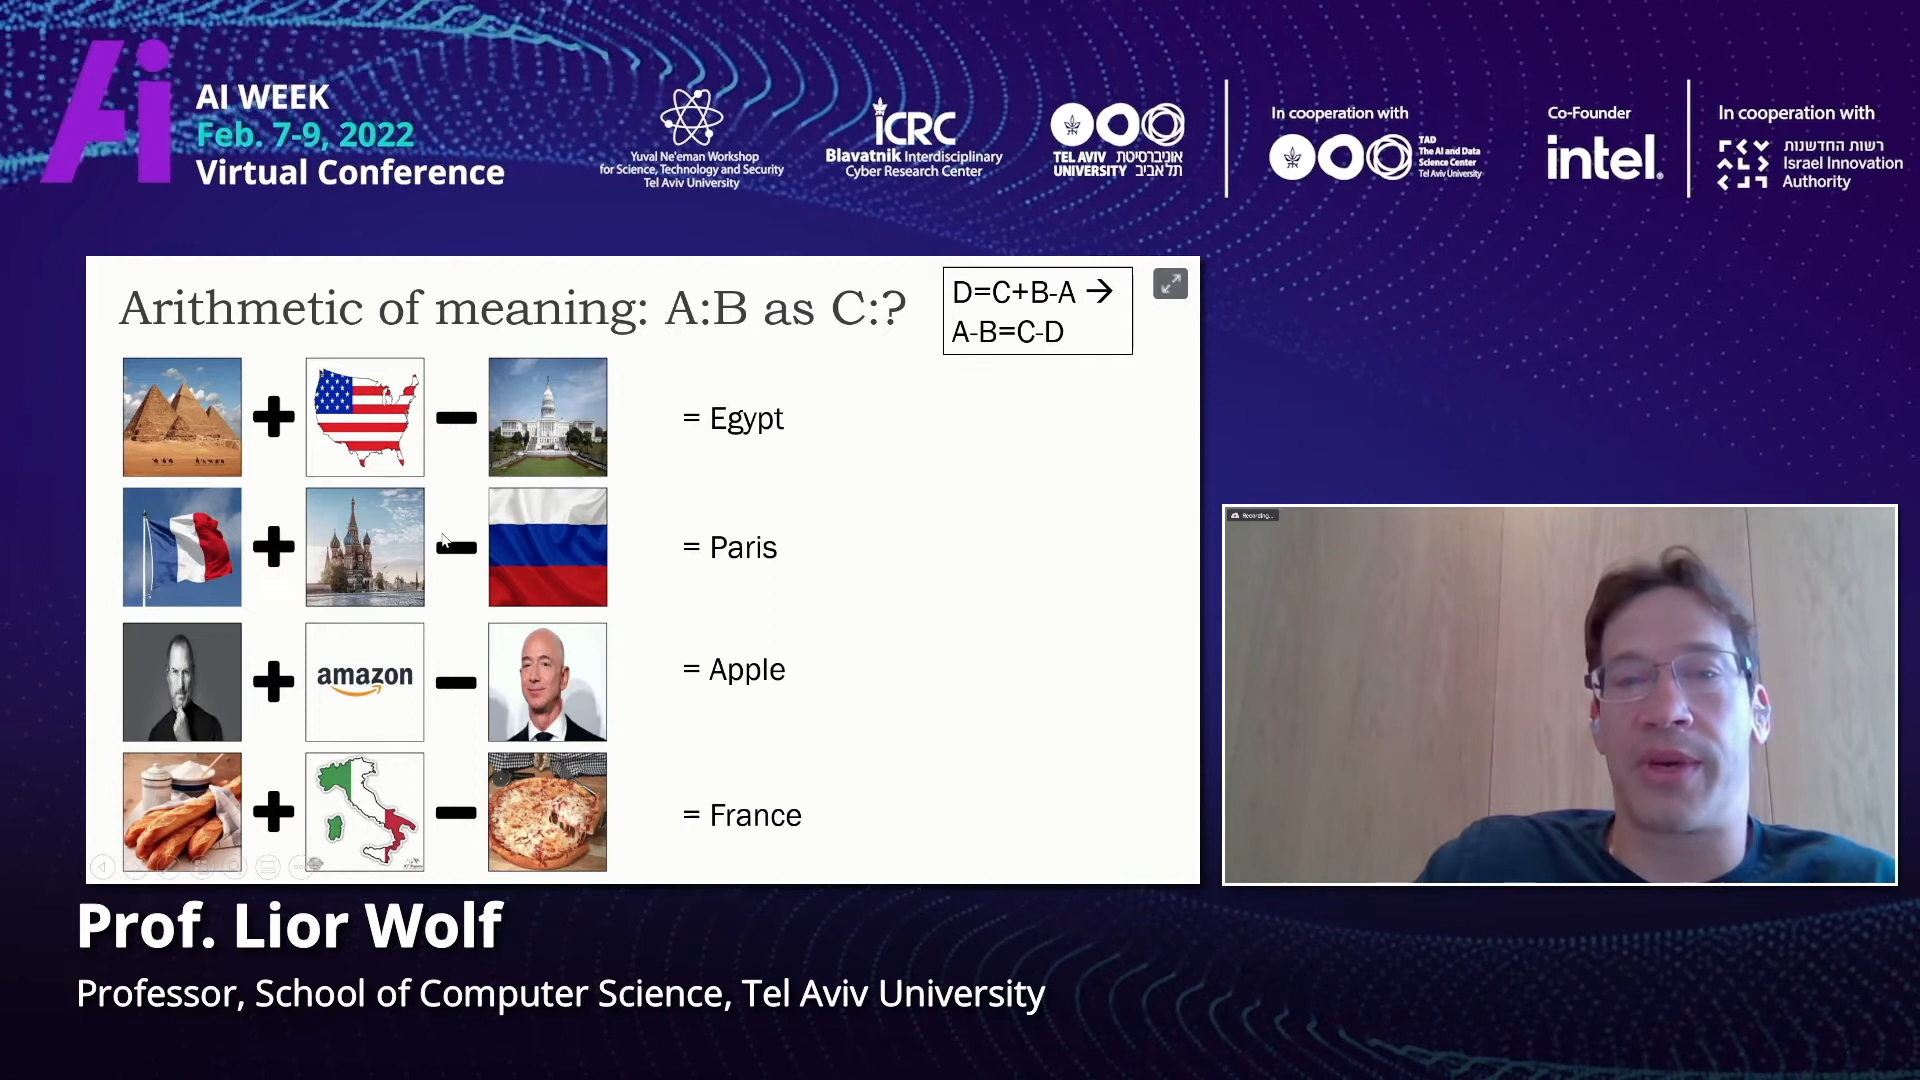 Ai
AI WEEK
Feb. 7-9, 2022
Virtual Conference
Yuval Ne'eman Workshop
for Science, Technology and Security
Tel Aviv University
iCRC
Blavatnik Interdisciplinary
Cyber Research Center
TEL AVIV אוניברסיטת
UNIVERSITY תל אביב
In cooperation with
TAD
The AI and Data
Science Center
Tel Aviv University
Co-Founder
intel.
In cooperation with
רשות החדשנות
Israel Innovation
Authority
Arithmetic of meaning: A:B as C:?
D=C+B-A →
A-B=C-D
+ − = Egypt
+ − = Paris
+ amazon − = Apple
+ − = France
Recording...
Prof. Lior Wolf
Professor, School of Computer Science, Tel Aviv University